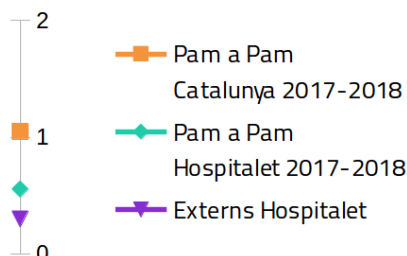 2
Pam a Pam
Catalunya 2017-2018
1
Pam a Pam
Hospitalet 2017-2018
Externs Hospitalet
0